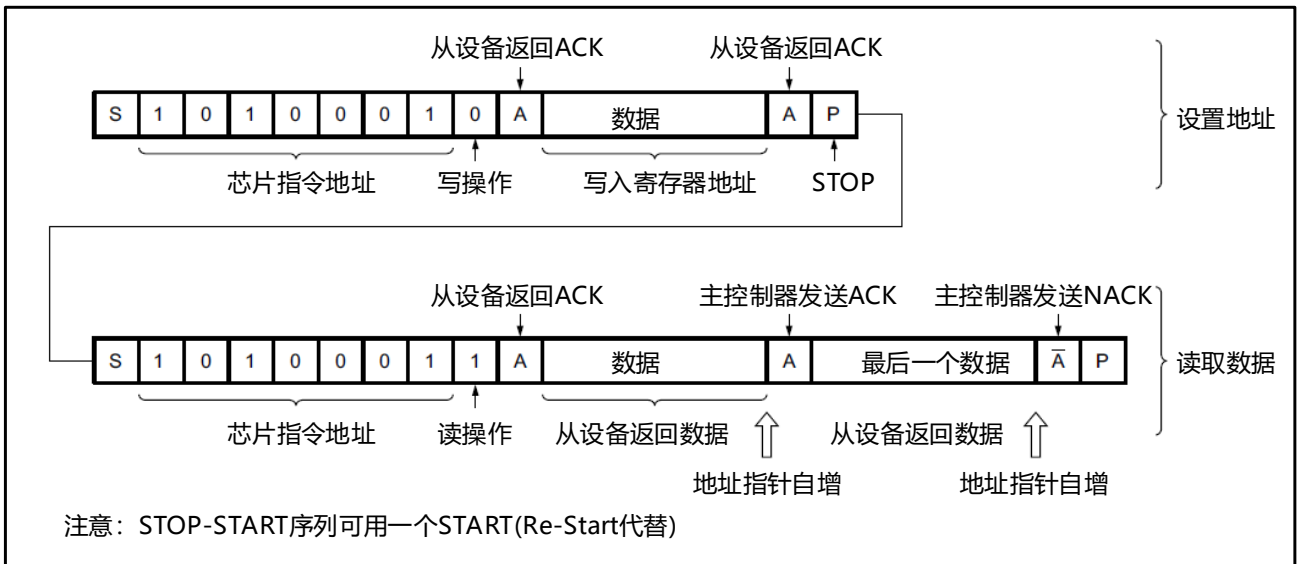 从设备返回ACK 从设备返回ACK
S 1 0 1 0 0 0 1 0 A 数据 A P
设置地址
芯片指令地址 写操作 写入寄存器地址 STOP
从设备返回ACK 主控制器发送ACK 主控制器发送NACK
S 1 0 1 0 0 0 1 1 A 数据 A 最后一个数据 A̅ P
读取数据
芯片指令地址 读操作 从设备返回数据 从设备返回数据
地址指针自增 地址指针自增
注意：STOP-START序列可用一个START(Re-Start代替)